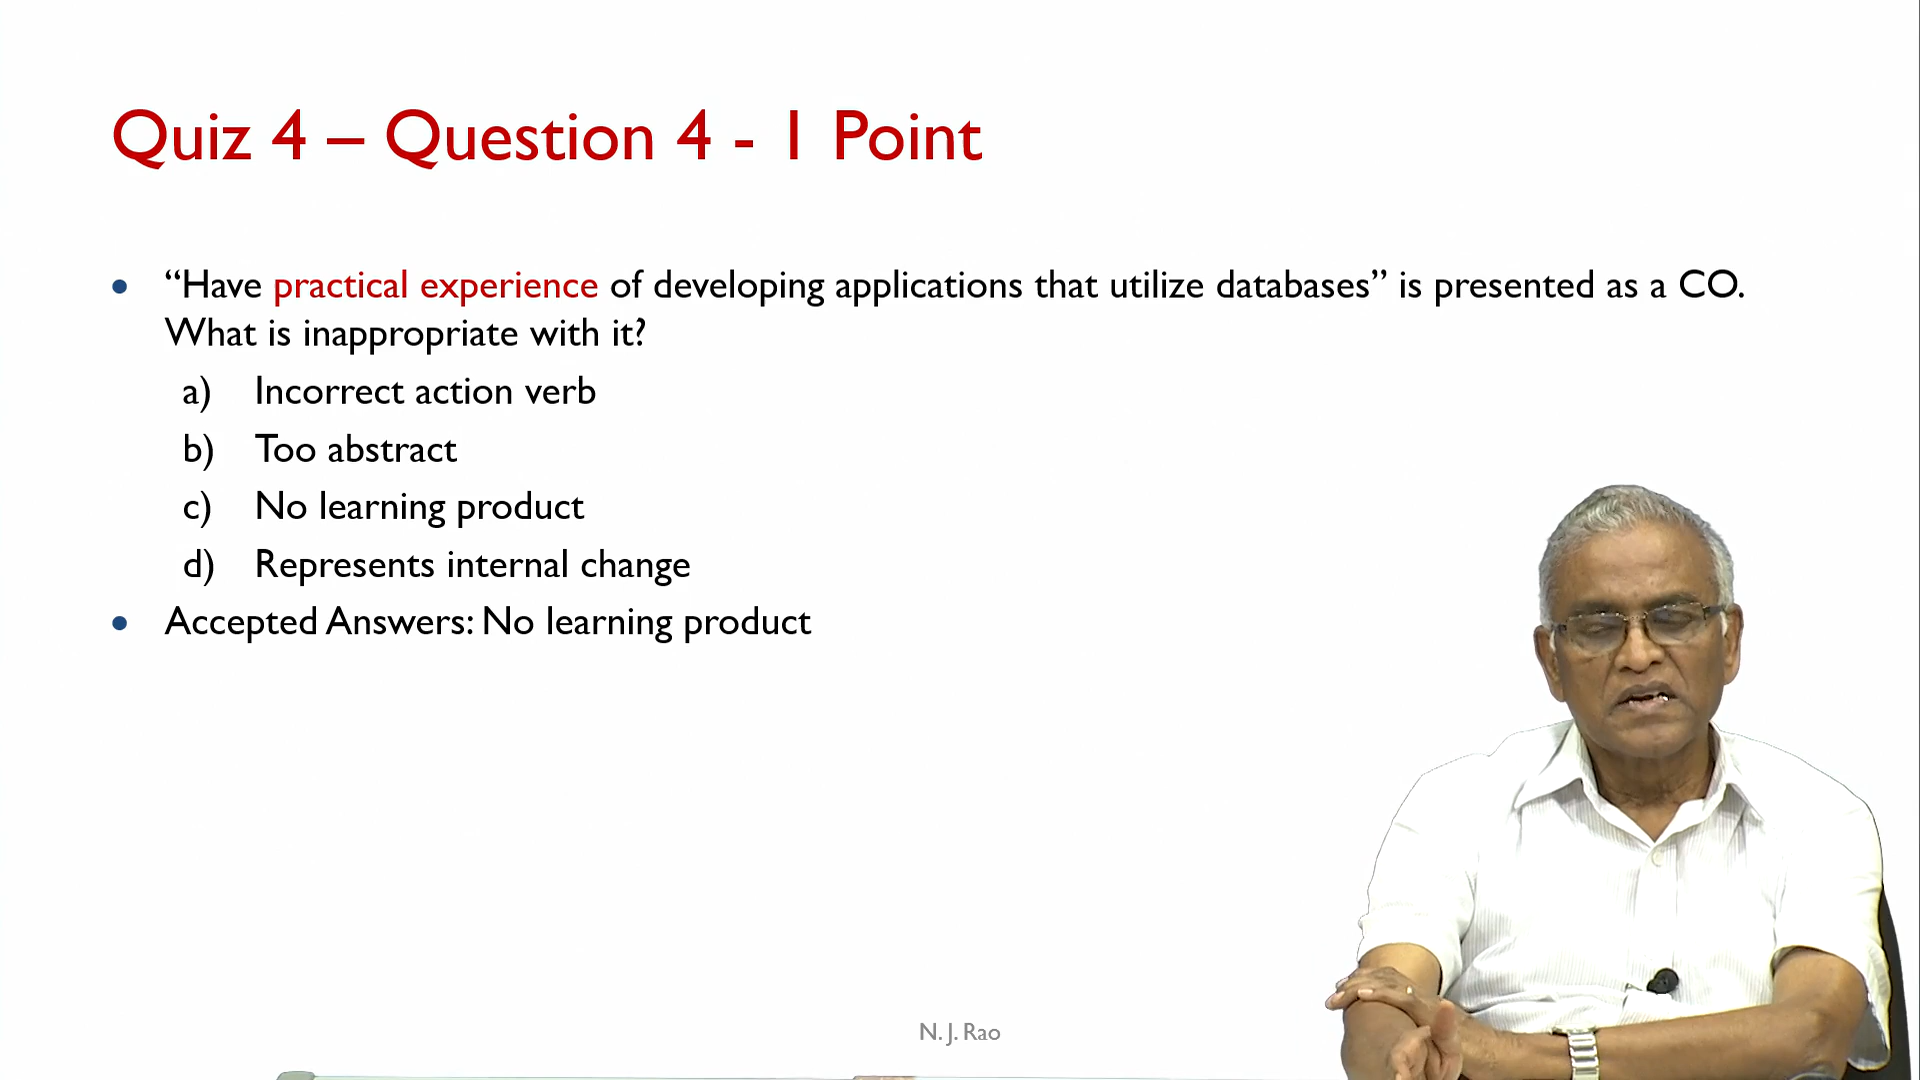 Quiz 4 – Question 4 - 1 Point
• “Have practical experience of developing applications that utilize databases” is presented as a CO.
What is inappropriate with it?
a) Incorrect action verb
b) Too abstract
c) No learning product
d) Represents internal change
• Accepted Answers: No learning product
N. J. Rao